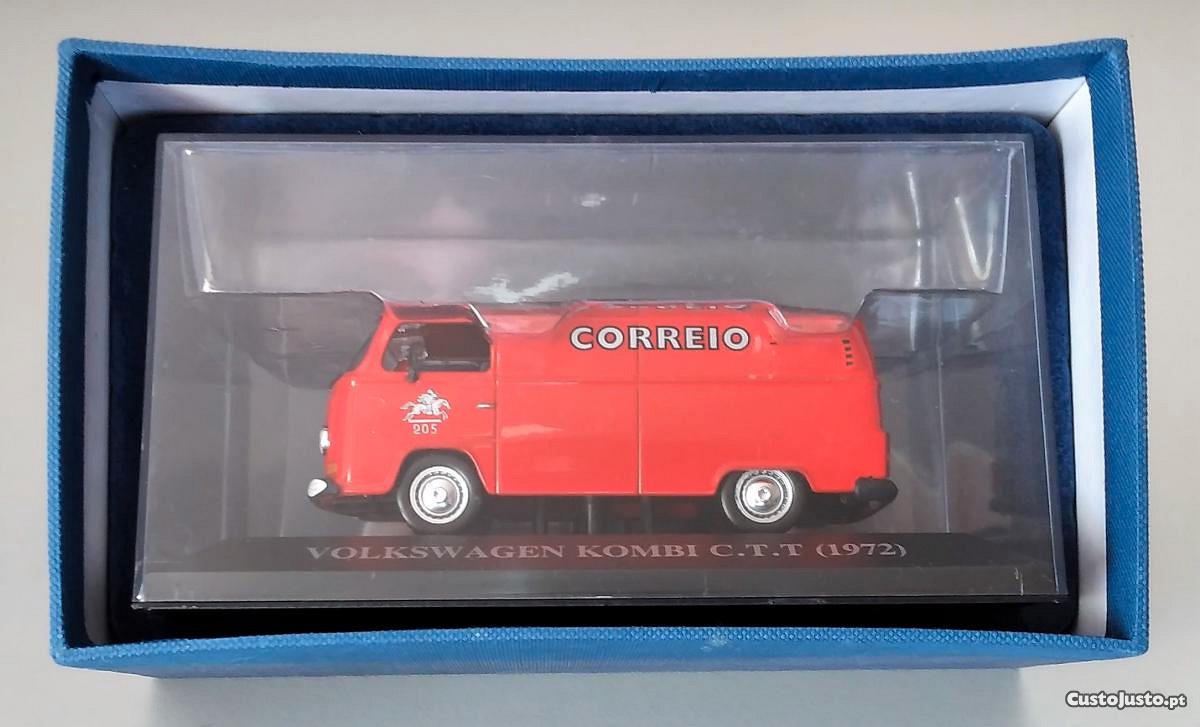 CORREIO
205
VOLKSWAGEN KOMBI C.T.T (1972)
CustoJusto.pt